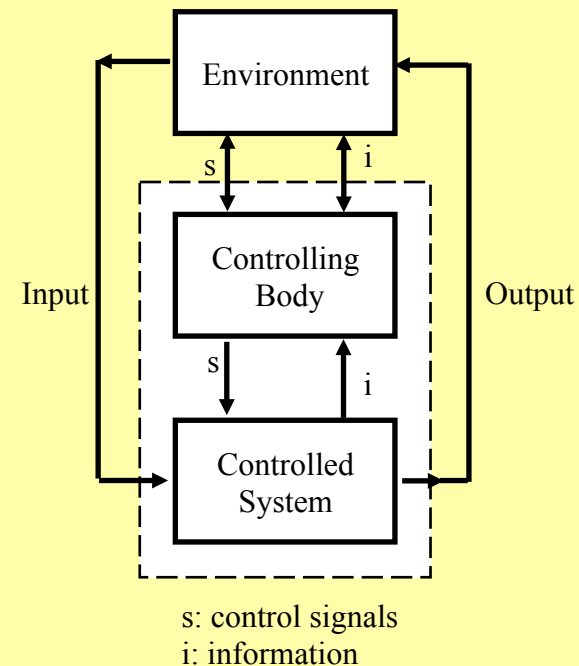 Environment
s
i
Controlling
Body
Input
Output
s
i
Controlled
System
s: control signals
i: information